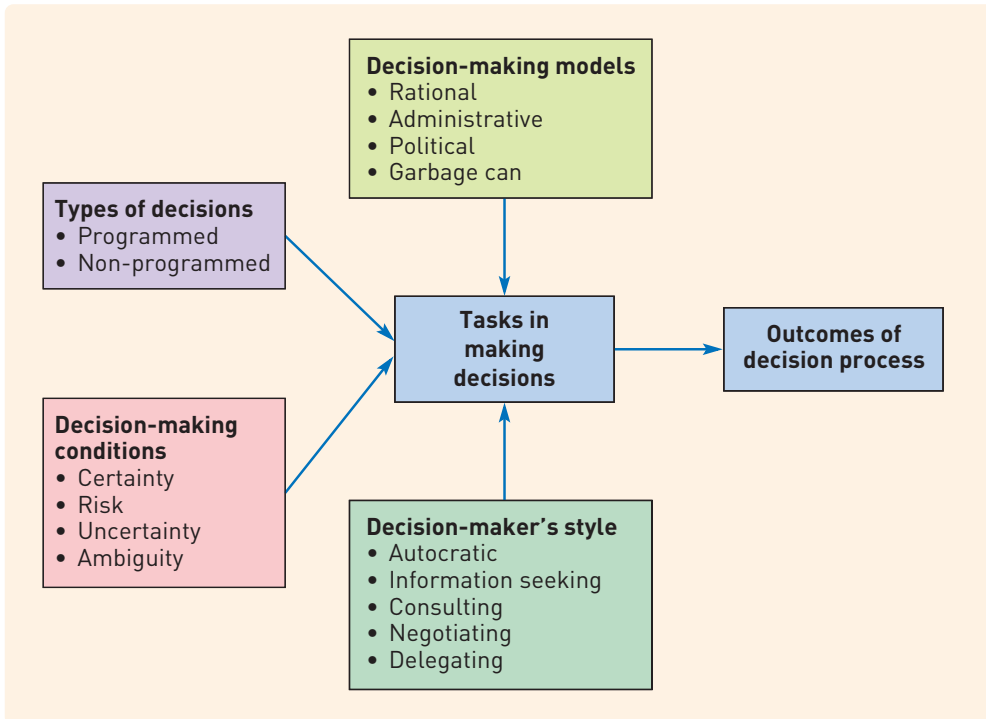 Decision-making models
• Rational
• Administrative
• Political
• Garbage can
Types of decisions
• Programmed
• Non-programmed
Tasks in
making
decisions
Outcomes of
decision process
Decision-making
conditions
• Certainty
• Risk
• Uncertainty
• Ambiguity
Decision-maker’s style
• Autocratic
• Information seeking
• Consulting
• Negotiating
• Delegating